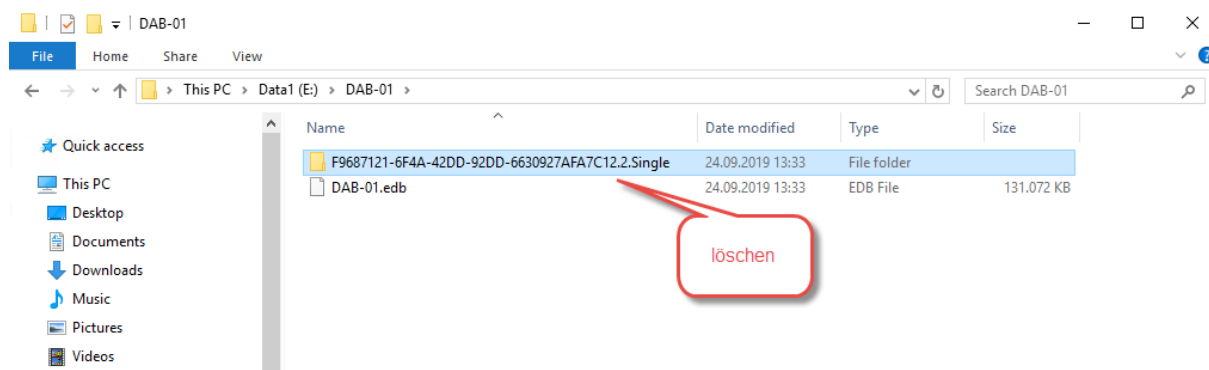 DAB-01
File Home Share View
This PC > Data1 (E:) > DAB-01 >
Search DAB-01
Name Date modified Type Size
Quick access
F9687121-6F4A-42DD-92DD-6630927AFA7C12.2.Single 24.09.2019 13:33 File folder
This PC
DAB-01.edb 24.09.2019 13:33 EDB File 131.072 KB
Desktop
Documents
löschen
Downloads
Music
Pictures
Videos